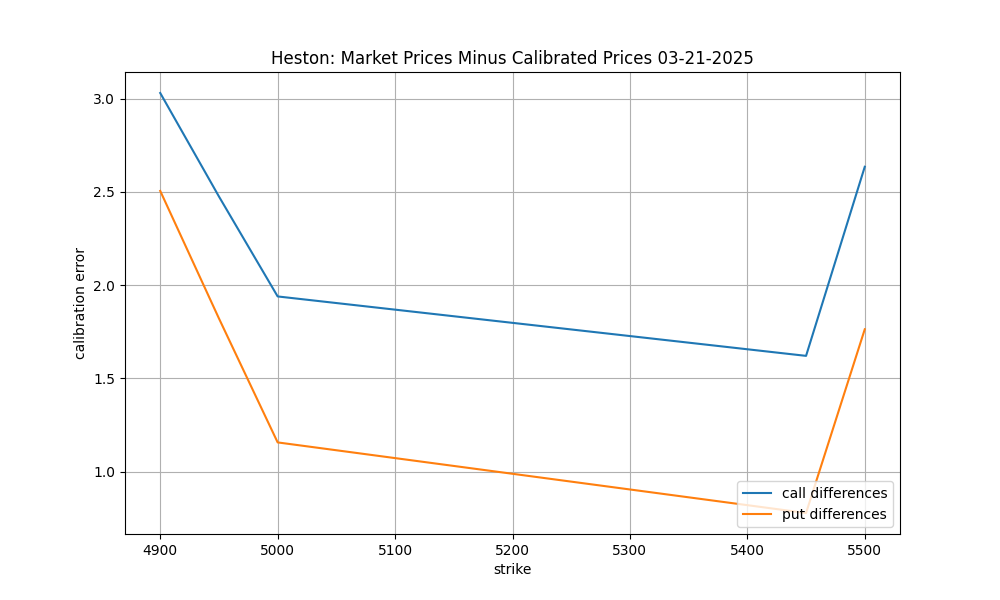 Heston: Market Prices Minus Calibrated Prices 03-21-2025
3.0
2.5
2.0
1.5
1.0
calibration error
call differences
put differences
4900 5000 5100 5200 5300 5400 5500
strike